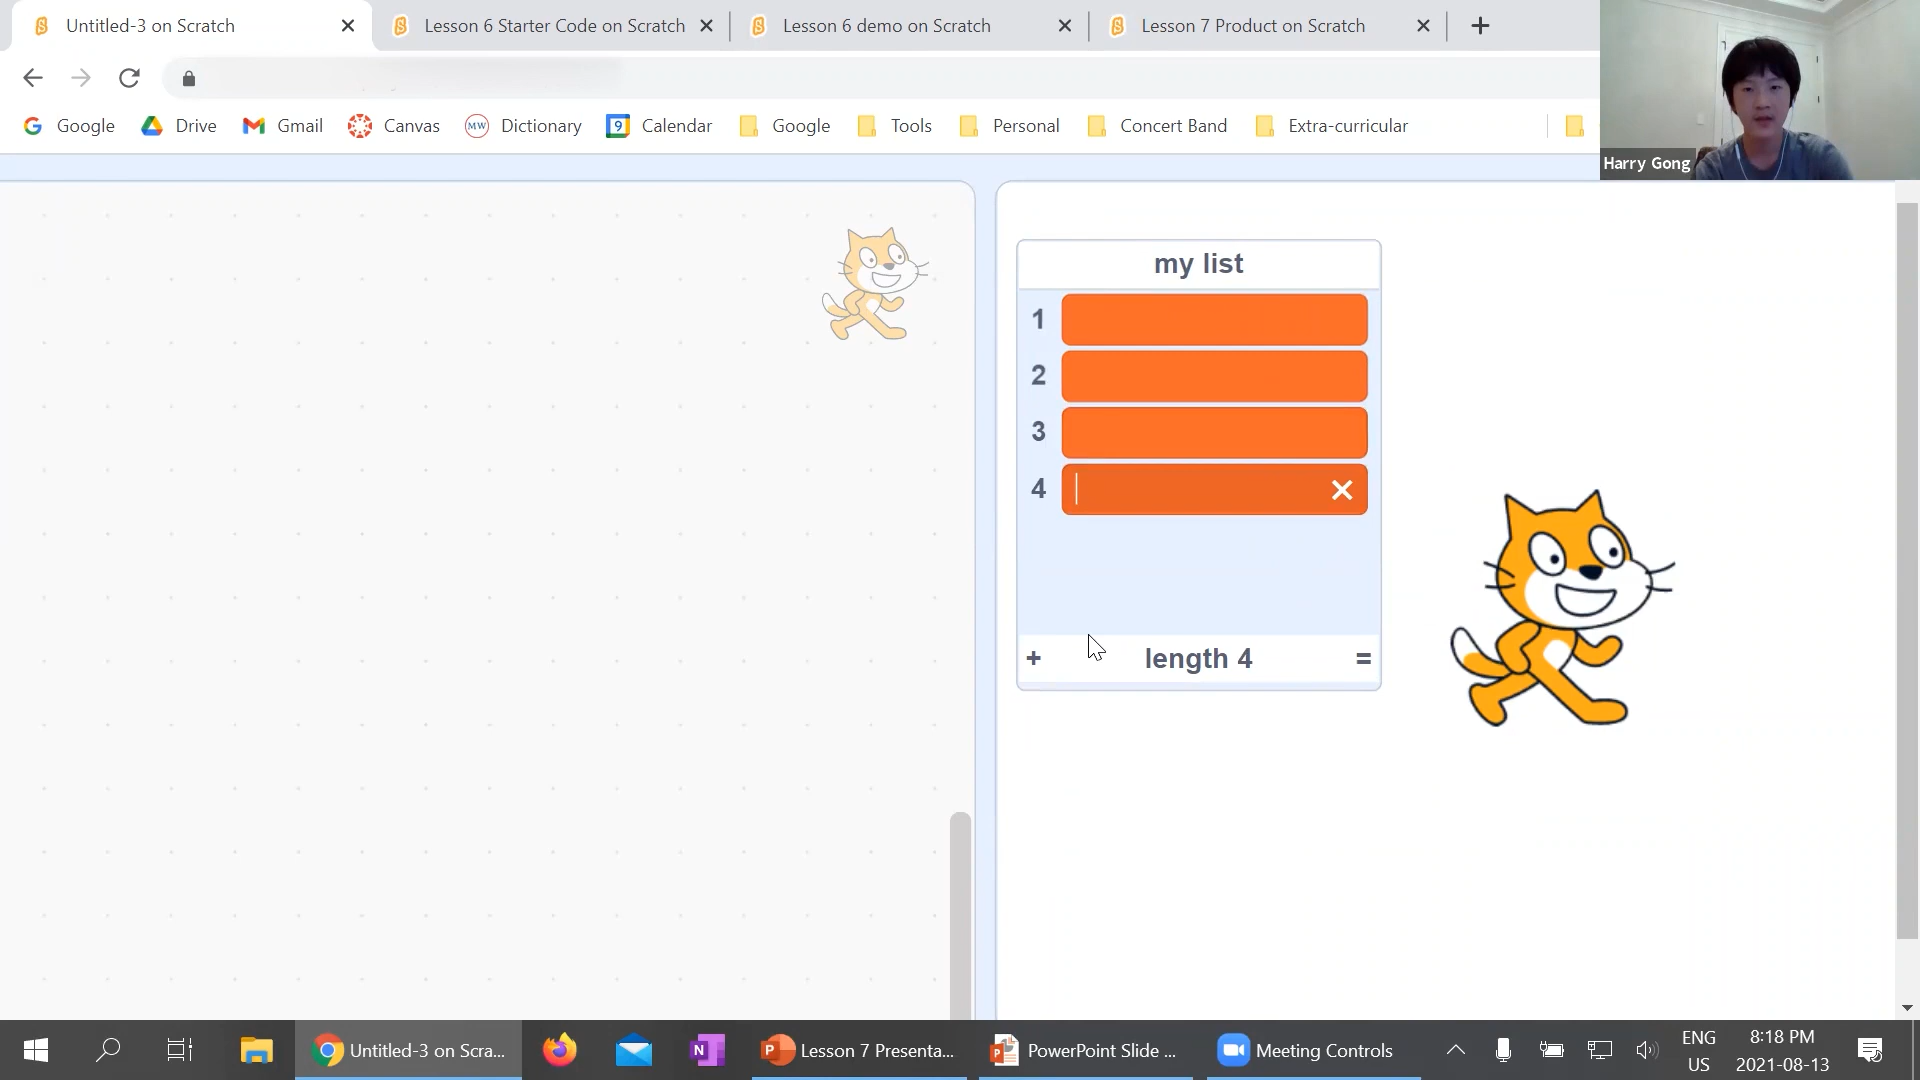 Untitled-3 on Scratch
Lesson 6 Starter Code on Scratch
Lesson 6 demo on Scratch
Lesson 7 Product on Scratch
Google
Drive
Gmail
Canvas
MW
Dictionary
9
Calendar
Google
Tools
Personal
Concert Band
Extra-curricular
Harry Gong
my list
1
2
3
4
+ length 4 =
Untitled-3 on Scra...
N
P Lesson 7 Presenta...
P PowerPoint Slide ...
Meeting Controls
ENG
US
8:18 PM
2021-08-13